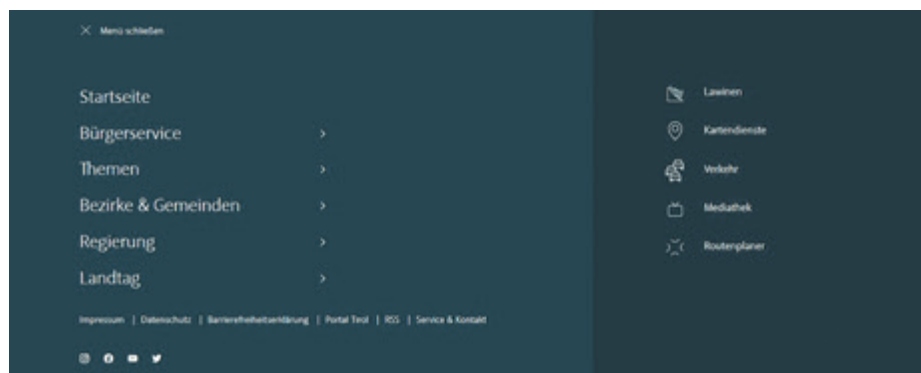 Menü schließen
Startseite
Bürgerservice
Themen
Bezirke & Gemeinden
Regierung
Landtag
Impressum | Datenschutz | Barrierefreiheitserklärung | Portal Tirol | RSS | Service & Kontakt
Lawinen
Kartendienste
Verkehr
Mediathek
Routenplaner